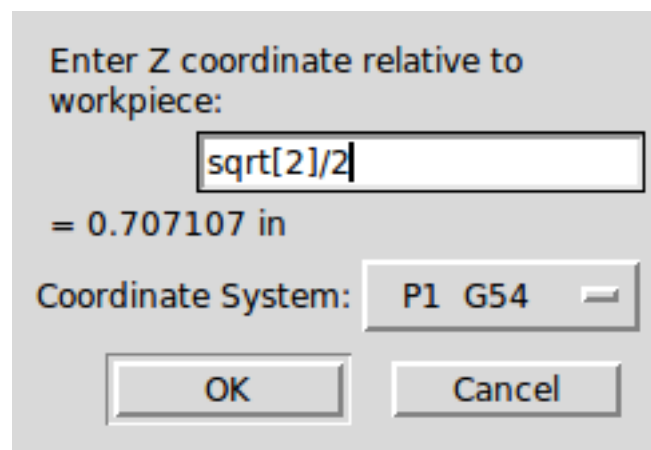 Enter Z coordinate relative to
workpiece:
sqrt[2]/2
= 0.707107 in
Coordinate System: P1 G54
OK Cancel